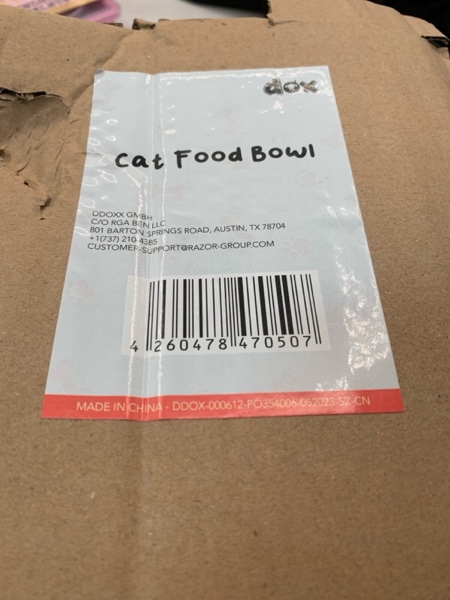 dox
Cat Food Bowl
DDOXX GMBH
C/O RGA BEN LLC
801 BARTON SPRINGS ROAD, AUSTIN, TX 78704
+1(737) 210-4385
CUSTOMER-SUPPORT@RAZOR-GROUP.COM
4 260478 470507
MADE IN CHINA - DDOX-000612-PO354006-052023-SZ-CN